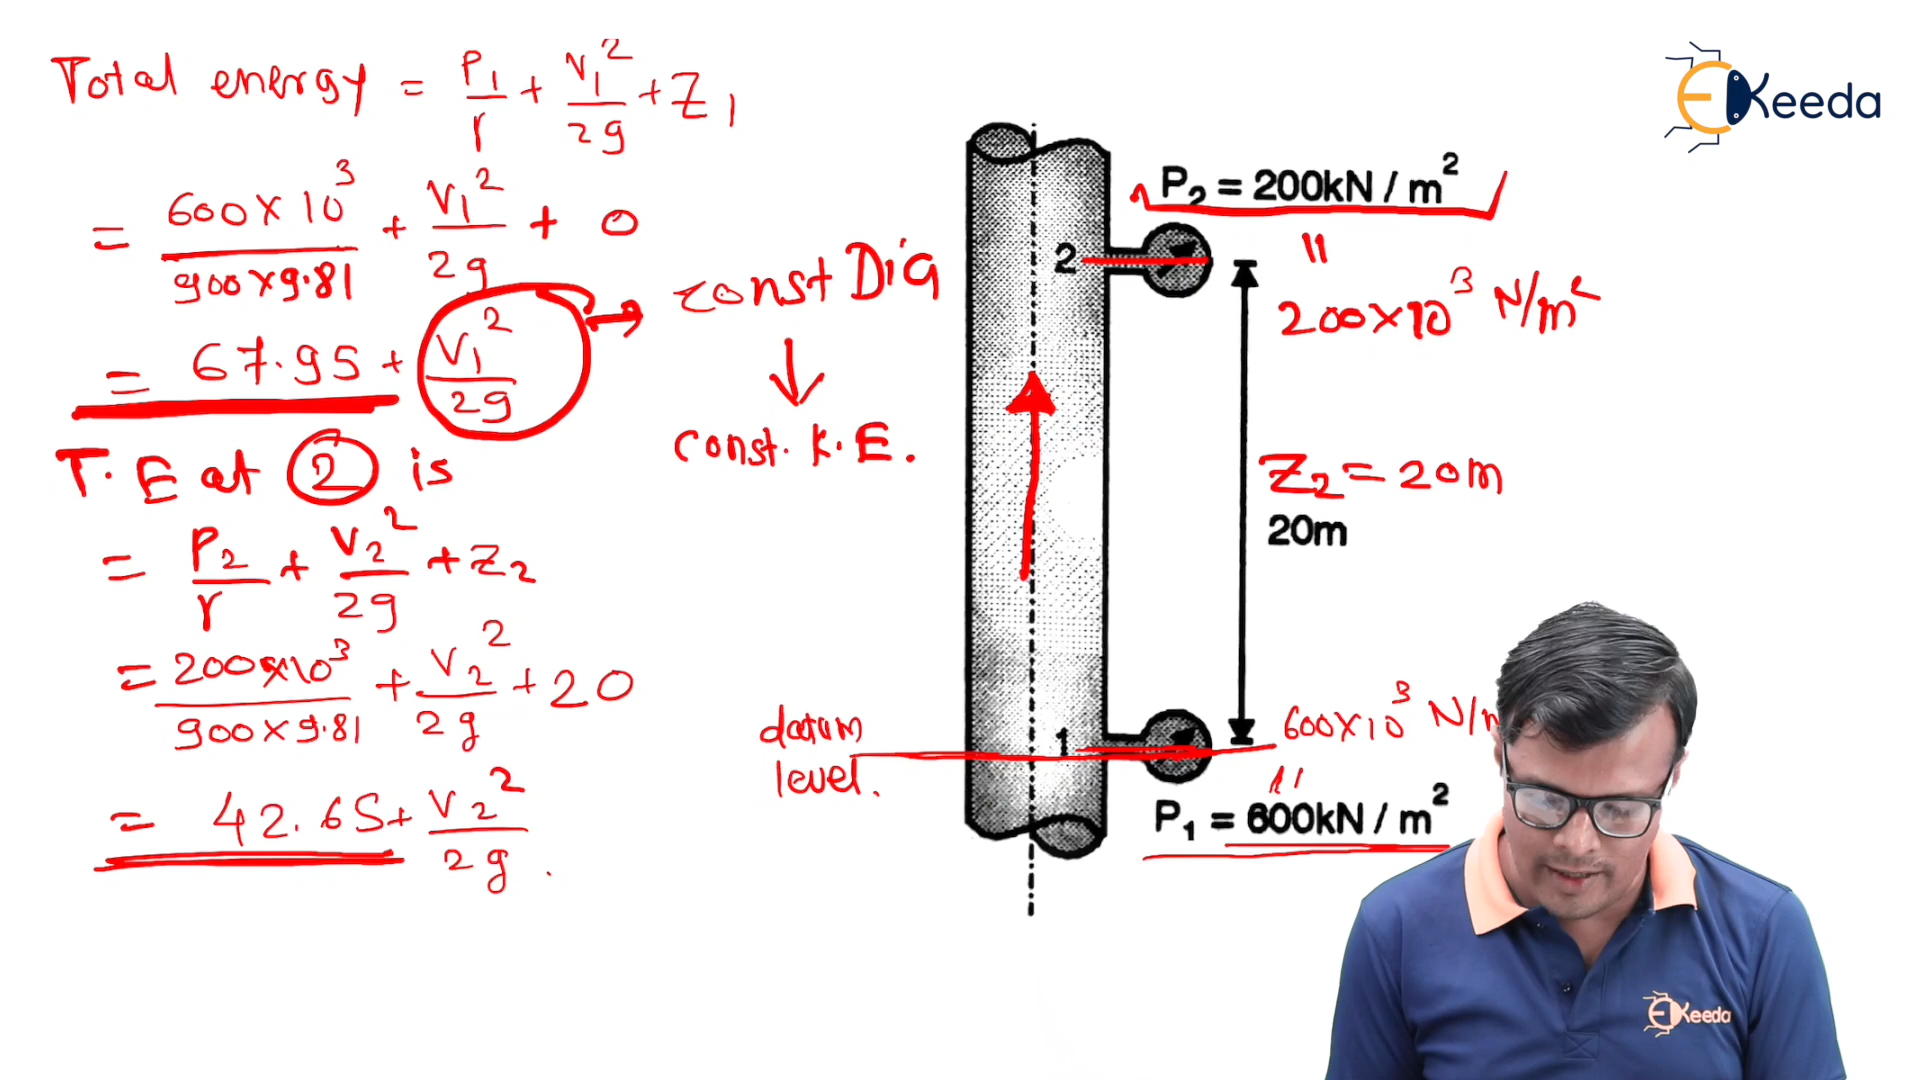 Total energy = P1/r + V1²/2g + Z1
= 600×10³/900×9.81 + V1²/2g + 0
= 67.95 + V1²/2g → const Dia
↓
const. K.E.
T.E at 2 is
= P2/r + V2²/2g + Z2
= 200×10³/900×9.81 + V2²/2g + 20
= 42.65 + V2²/2g.
EKeeda
P₂ = 200kN / m²
2
200×10³ N/m²
Z2 = 20m
20m
datum
level.
1
600×10³ N/m
P₁ = 600kN / m²
EKeeda